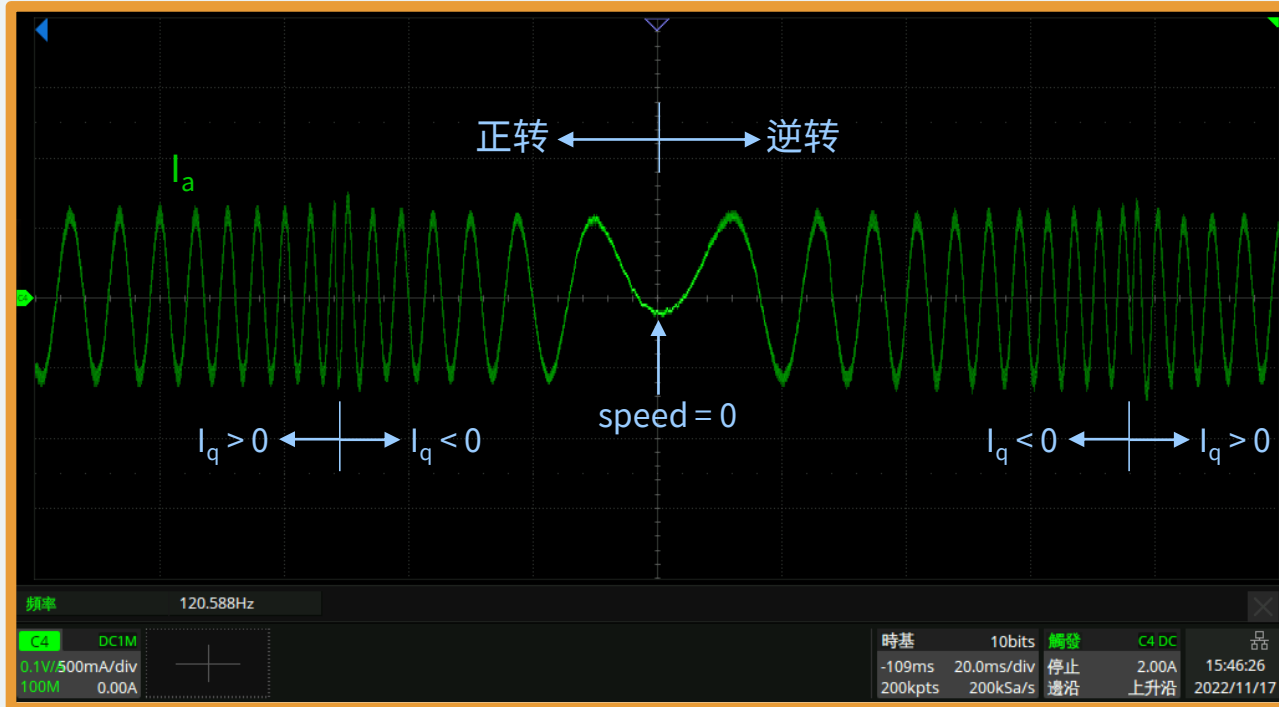 正转
逆转
Ia
Iq > 0
Iq < 0
speed = 0
Iq < 0
Iq > 0
C4
頻率 120.588Hz
C4 DC1M
0.1V/ 500mA/div
100M 0.00A
時基 10bits
-109ms 20.0ms/div
200kpts 200kSa/s
觸發 C4 DC
停止 2.00A
邊沿 上升沿
15:46:26
2022/11/17